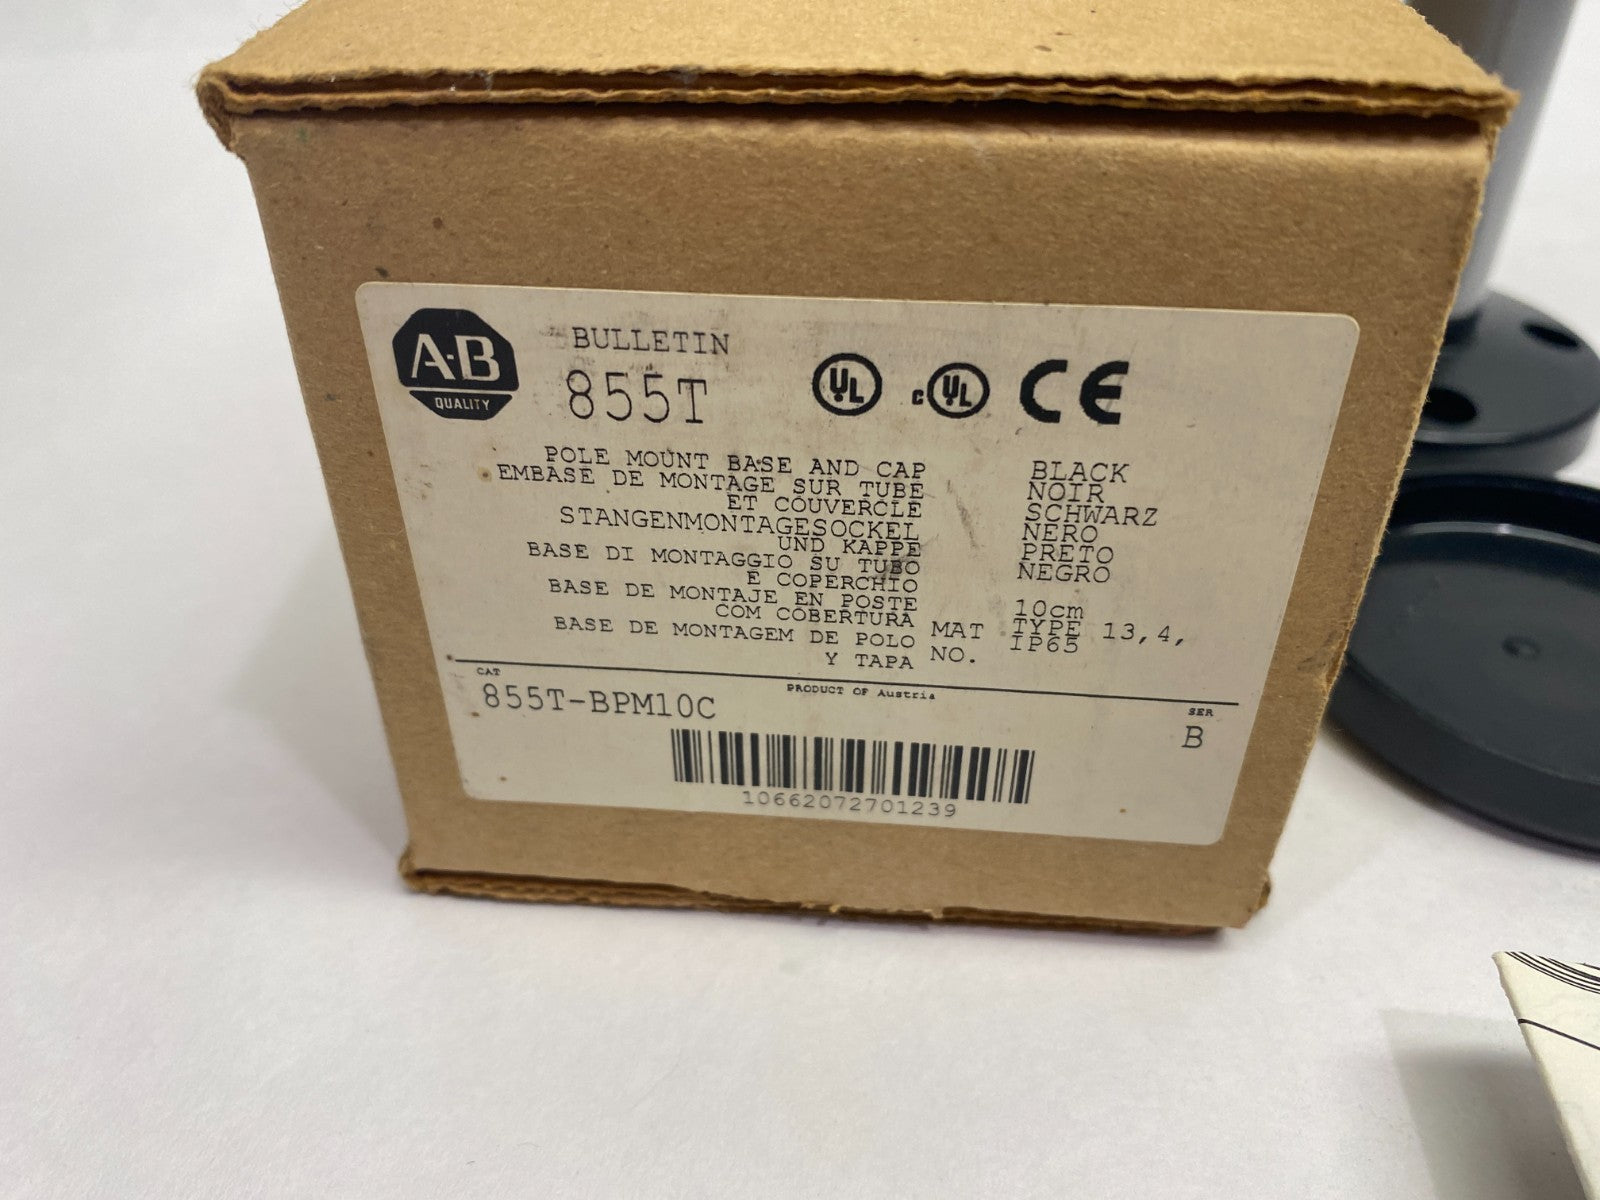 A-B
QUALITY
BULLETIN
855T
UL
c UL
CE
POLE MOUNT BASE AND CAP
EMBASE DE MONTAGE SUR TUBE
ET COUVERCLE
STANGENMONTAGESOCKEL
UND KAPPE
BASE DI MONTAGGIO SU TUBO
E COPERCHIO
BASE DE MONTAJE EN POSTE
COM COBERTURA
BASE DE MONTAGEM DE POLO
Y TAPA
BLACK
NOIR
SCHWARZ
NERO
PRETO
NEGRO
10cm
MAT TYPE 13,4,
NO. IP65
CAT
855T-BPM10C
PRODUCT OF Austria
SER
B
10662072701239